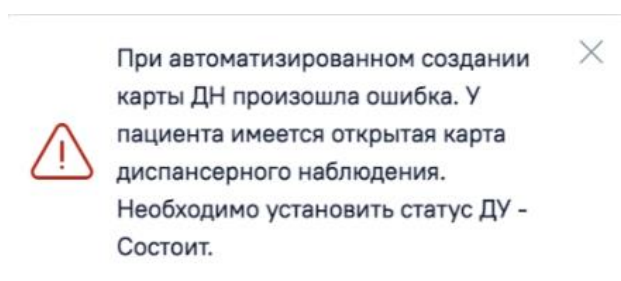 При автоматизированном создании
карты ДН произошла ошибка. У
пациента имеется открытая карта
диспансерного наблюдения.
Необходимо установить статус ДУ -
Состоит.